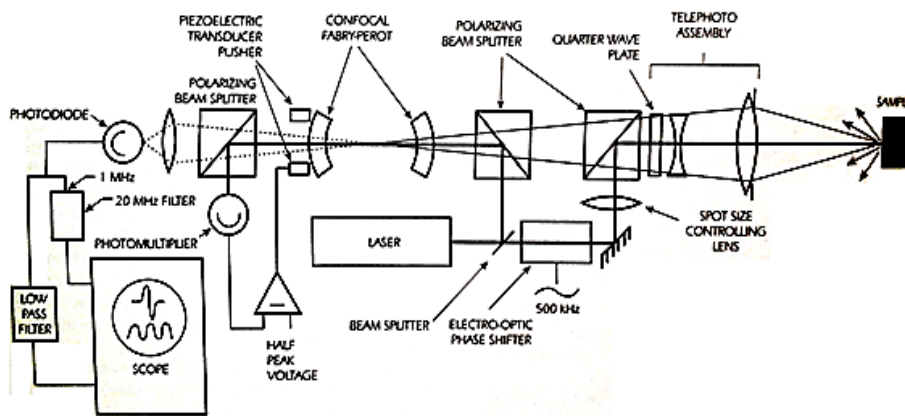 PIEZOELECTRIC
TRANSDUCER
PUSHER
CONFOCAL
FABRY-PEROT
POLARIZING
BEAM SPLITTER
QUARTER WAVE
PLATE
TELEPHOTO
ASSEMBLY
POLARIZING
BEAM SPLITTER
PHOTODIODE
SAMPLE
1 MHz
20 MHz FILTER
PHOTOMULTIPLIER
LASER
SPOT SIZE
CONTROLLING
LENS
LOW
PASS
FILTER
SCOPE
HALF
PEAK
VOLTAGE
BEAM
SPLITTER
ELECTRO-OPTIC
PHASE SHIFTER
500 kHz